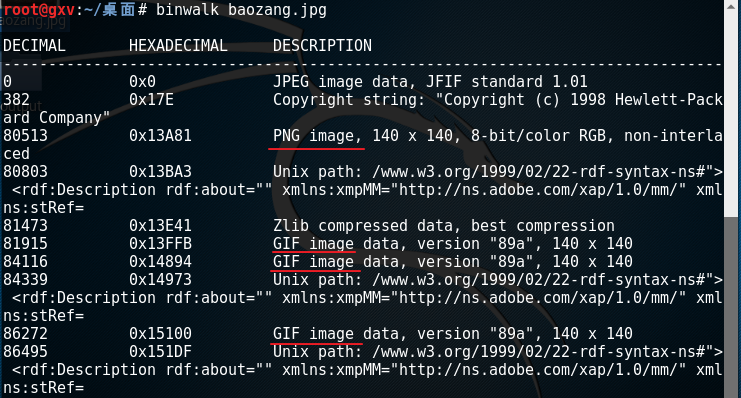 root@gxv:~/桌面# binwalk baozang.jpg
DECIMAL HEXADECIMAL DESCRIPTION
--------------------------------------------------------------------------------
0 0x0 JPEG image data, JFIF standard 1.01
382 0x17E Copyright string: "Copyright (c) 1998 Hewlett-Pack
ard Company"
80513 0x13A81 PNG image, 140 x 140, 8-bit/color RGB, non-interla
ced
80803 0x13BA3 Unix path: /www.w3.org/1999/02/22-rdf-syntax-ns#">
<rdf:Description rdf:about="" xmlns:xmpMM="http://ns.adobe.com/xap/1.0/mm/" xml
ns:stRef=
81473 0x13E41 Zlib compressed data, best compression
81915 0x13FFB GIF image data, version "89a", 140 x 140
84116 0x14894 GIF image data, version "89a", 140 x 140
84339 0x14973 Unix path: /www.w3.org/1999/02/22-rdf-syntax-ns#">
<rdf:Description rdf:about="" xmlns:xmpMM="http://ns.adobe.com/xap/1.0/mm/" xml
ns:stRef=
86272 0x15100 GIF image data, version "89a", 140 x 140
86495 0x151DF Unix path: /www.w3.org/1999/02/22-rdf-syntax-ns#">
<rdf:Description rdf:about="" xmlns:xmpMM="http://ns.adobe.com/xap/1.0/mm/" xml
ns:stRef=